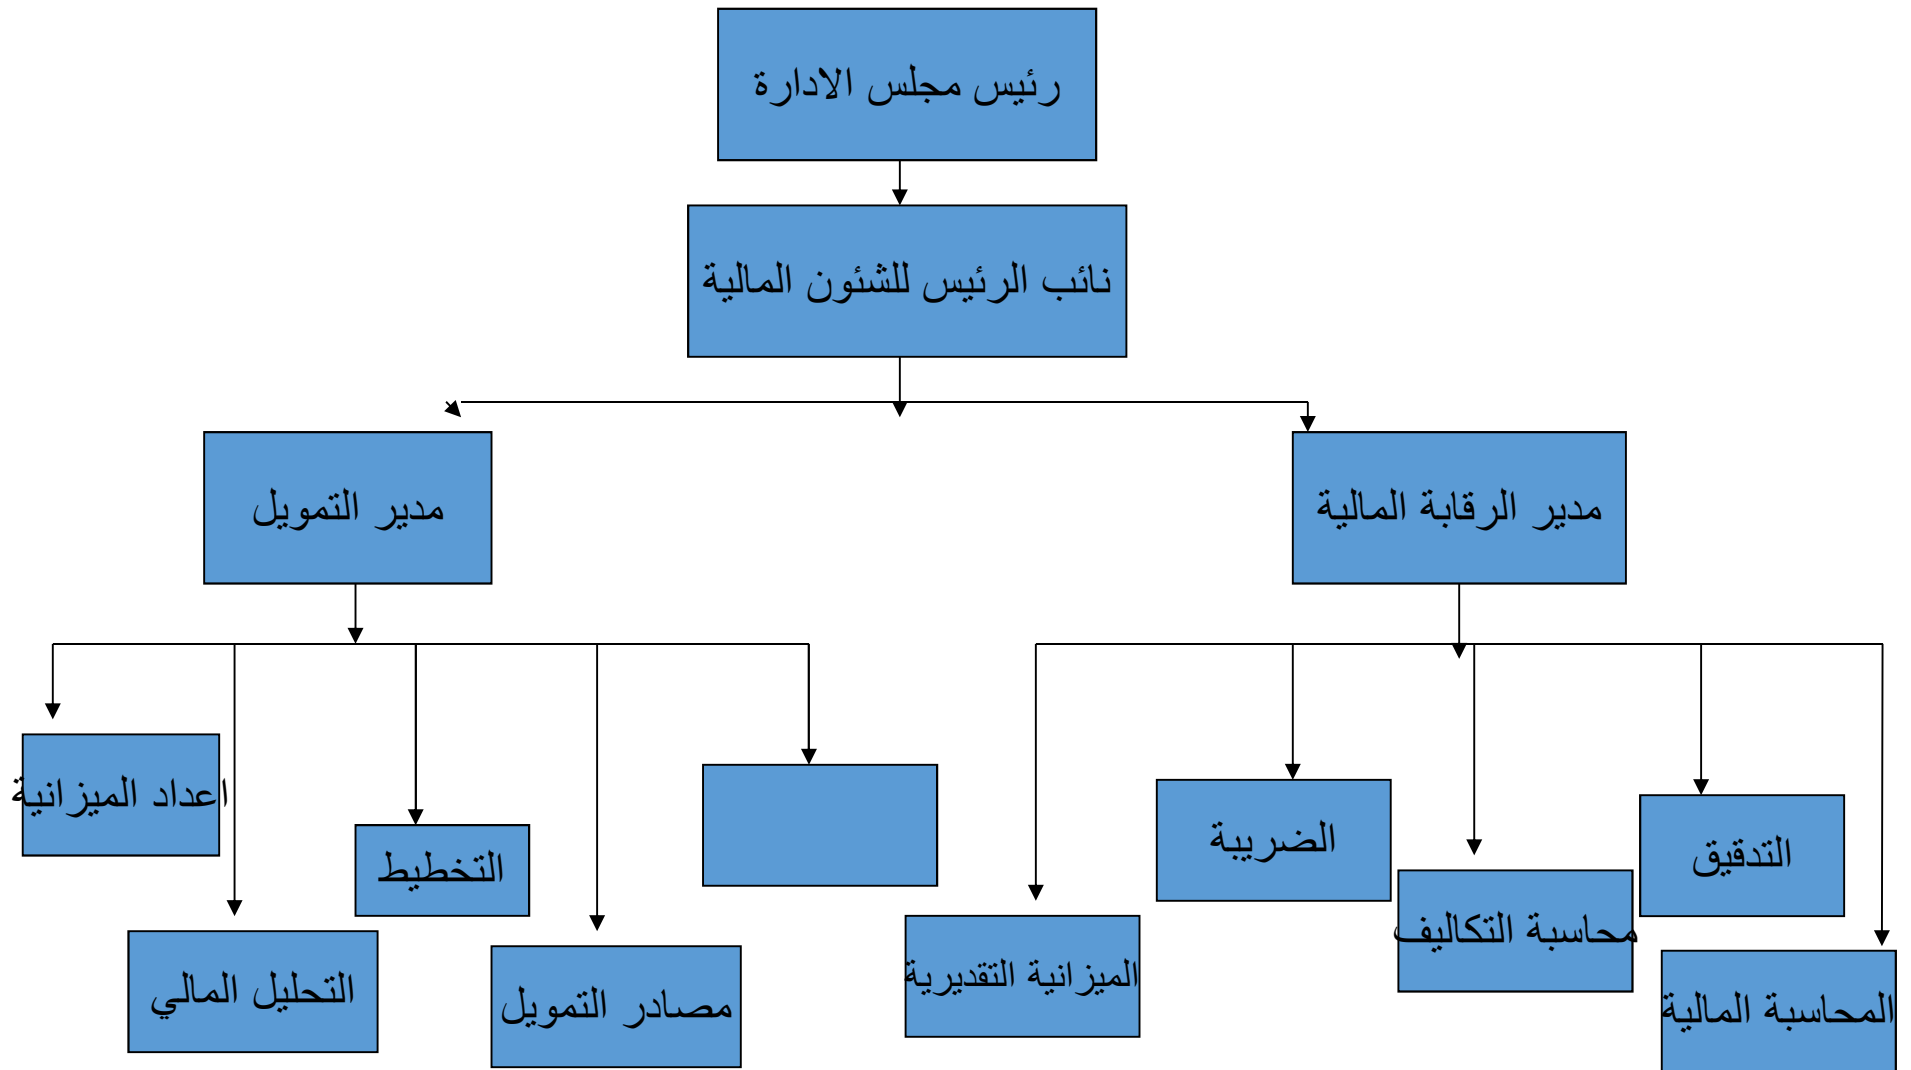 رئيس مجلس الادارة
نائب الرئيس للشئون المالية
مدير الرقابة المالية
مدير التمويل
المحاسبة المالية
التدقيق
محاسبة التكاليف
الضريبة
الميزانية التقديرية
مصادر التمويل
التخطيط
التحليل المالي
اعداد الميزانية